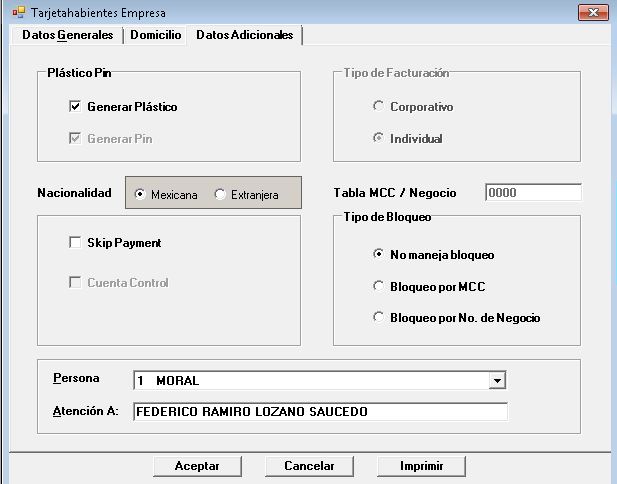 Tarjetahabientes Empresa
Datos Generales Domicilio Datos Adicionales
Plástico Pin
Generar Plástico
Generar Pin
Tipo de Facturación
Corporativo
Individual
Nacionalidad Mexicana Extranjera
Tabla MCC / Negocio 0000
Skip Payment
Cuenta Control
Tipo de Bloqueo
No maneja bloqueo
Bloqueo por MCC
Bloqueo por No. de Negocio
Persona 1 MORAL
Atención A: FEDERICO RAMIRO LOZANO SAUCEDO
Aceptar Cancelar Imprimir